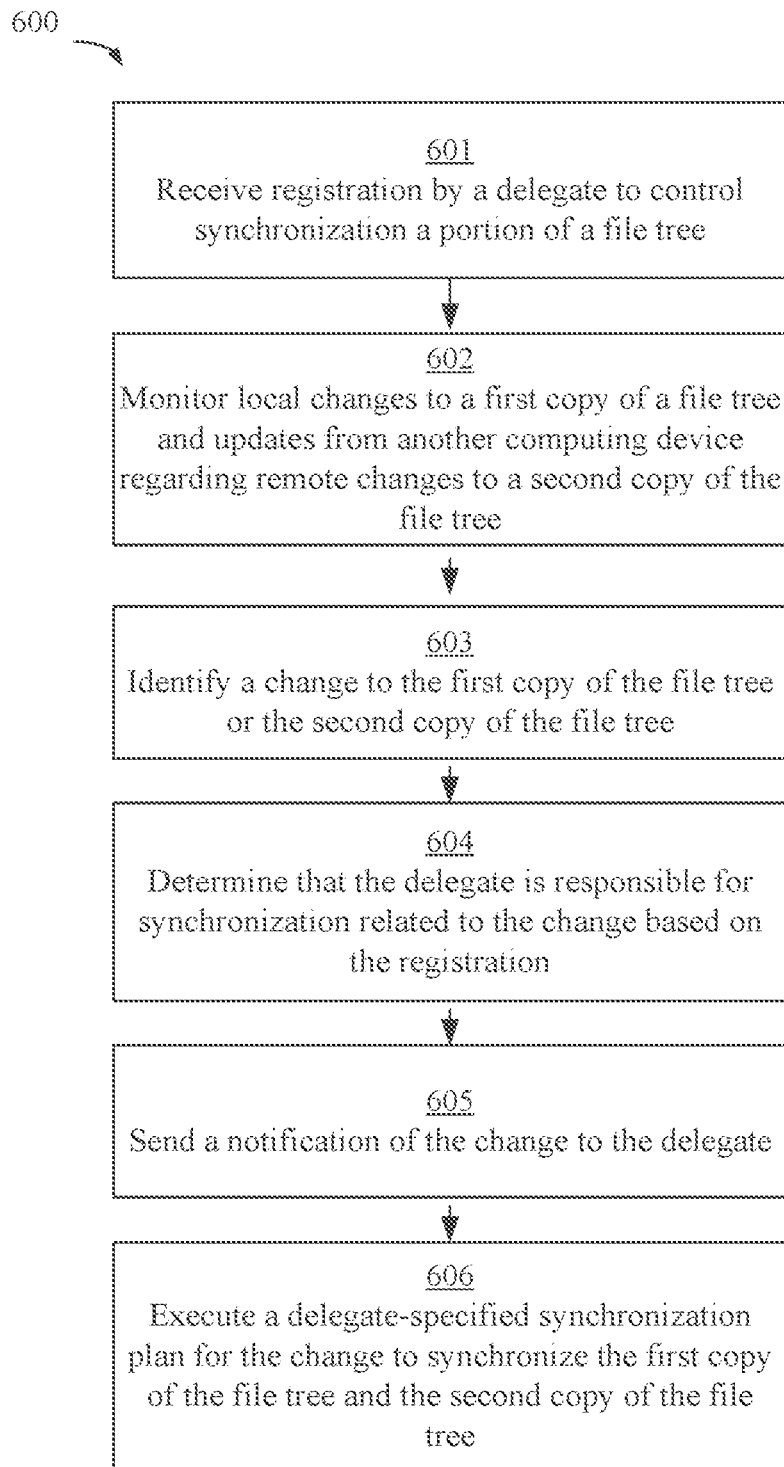 600
601
Receive registration by a delegate to control
synchronization a portion of a file tree
602
Monitor local changes to a first copy of a file tree
and updates from another computing device
regarding remote changes to a second copy of the
file tree
603
Identify a change to the first copy of the file tree
or the second copy of the file tree
604
Determine that the delegate is responsible for
synchronization related to the change based on
the registration
605
Send a notification of the change to the delegate
606
Execute a delegate-specified synchronization
plan for the change to synchronize the first copy
of the file tree and the second copy of the file
tree